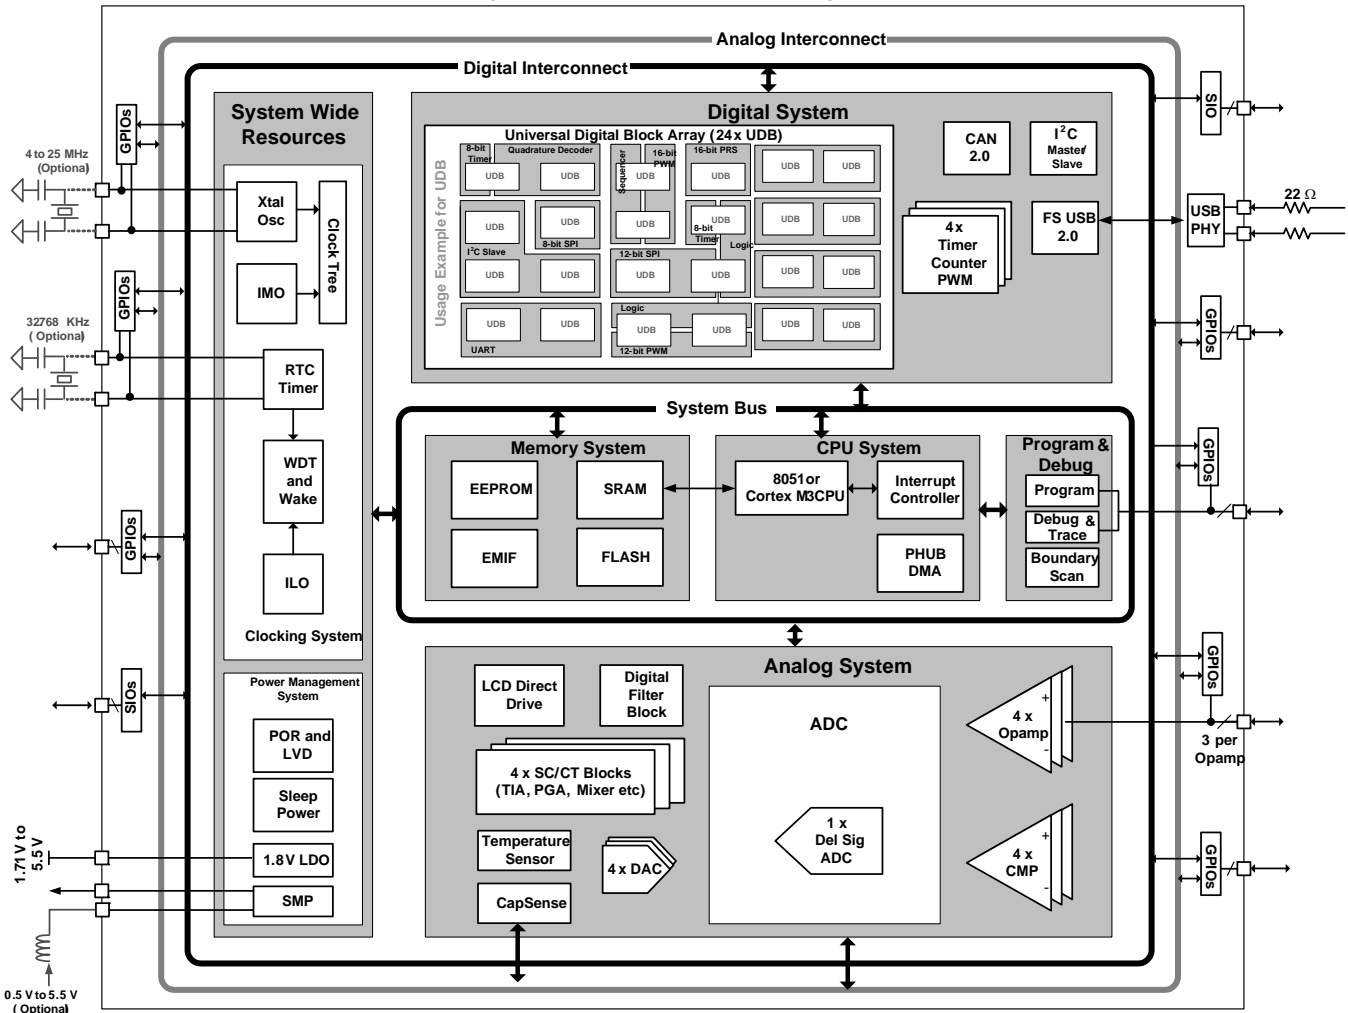 Analog Interconnect
Digital Interconnect
System Wide
Resources
Digital System
Universal Digital Block Array (24x UDB)
Usage Example for UDB
8-bit
Timer
Quadrature Decoder
Sequencer
16-bit
PWM
16-bit PRS
UDB
UDB
UDB
UDB
UDB
UDB
UDB
UDB
UDB
UDB
UDB
UDB
8-bit SPI
8-bit
Timer
Logic
I²C Slave
12-bit SPI
UDB
UDB
UDB
UDB
UDB
UDB
Logic
UDB
UDB
UDB
UDB
UDB
UDB
UART
12-bit PWM
CAN
2.0
I²C
Master/
Slave
4x
Timer
Counter
PWM
FS USB
2.0
SIO
USB
PHY
22 Ω
GPIOs
GPIOs
4 to 25 MHz
(Optional)
Xtal
Osc
Clock Tree
IMO
GPIOs
32768 KHz
(Optional)
RTC
Timer
WDT
and
Wake
ILO
Clocking System
GPIOs
SIOs
System Bus
Memory System
EEPROM
SRAM
EMIF
FLASH
CPU System
8051or
Cortex M3CPU
Interrupt
Controller
PHUB
DMA
Program &
Debug
Program
Debug &
Trace
Boundary
Scan
GPIOs
Power Management
System
POR and
LVD
Sleep
Power
1.8V LDO
SMP
1.71V to
5.5 V
0.5 V to 5.5 V
(Optional)
Analog System
LCD Direct
Drive
Digital
Filter
Block
4 x SC/CT Blocks
(TIA, PGA, Mixer etc)
Temperature
Sensor
4 x DAC
CapSense
ADC
1 x
Del Sig
ADC
+
4 x
Opamp
-
+
4 x
CMP
-
GPIOs
3 per
Opamp
GPIOs